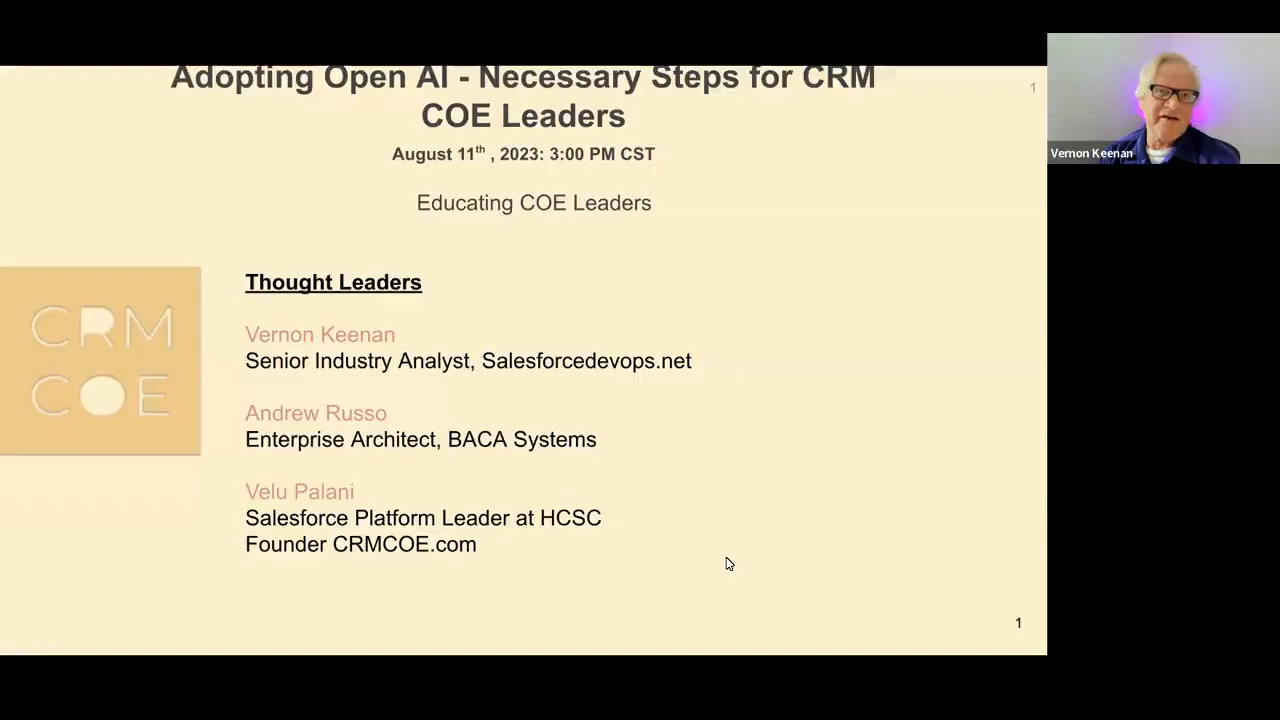 Adopting Open AI - Necessary Steps for CRM
COE Leaders
1
August 11th , 2023: 3:00 PM CST
Educating COE Leaders
Vernon Keenan
Thought Leaders
CRM
COE
Vernon Keenan
Senior Industry Analyst, Salesforcedevops.net
Andrew Russo
Enterprise Architect, BACA Systems
Velu Palani
Salesforce Platform Leader at HCSC
Founder CRMCOE.com
1